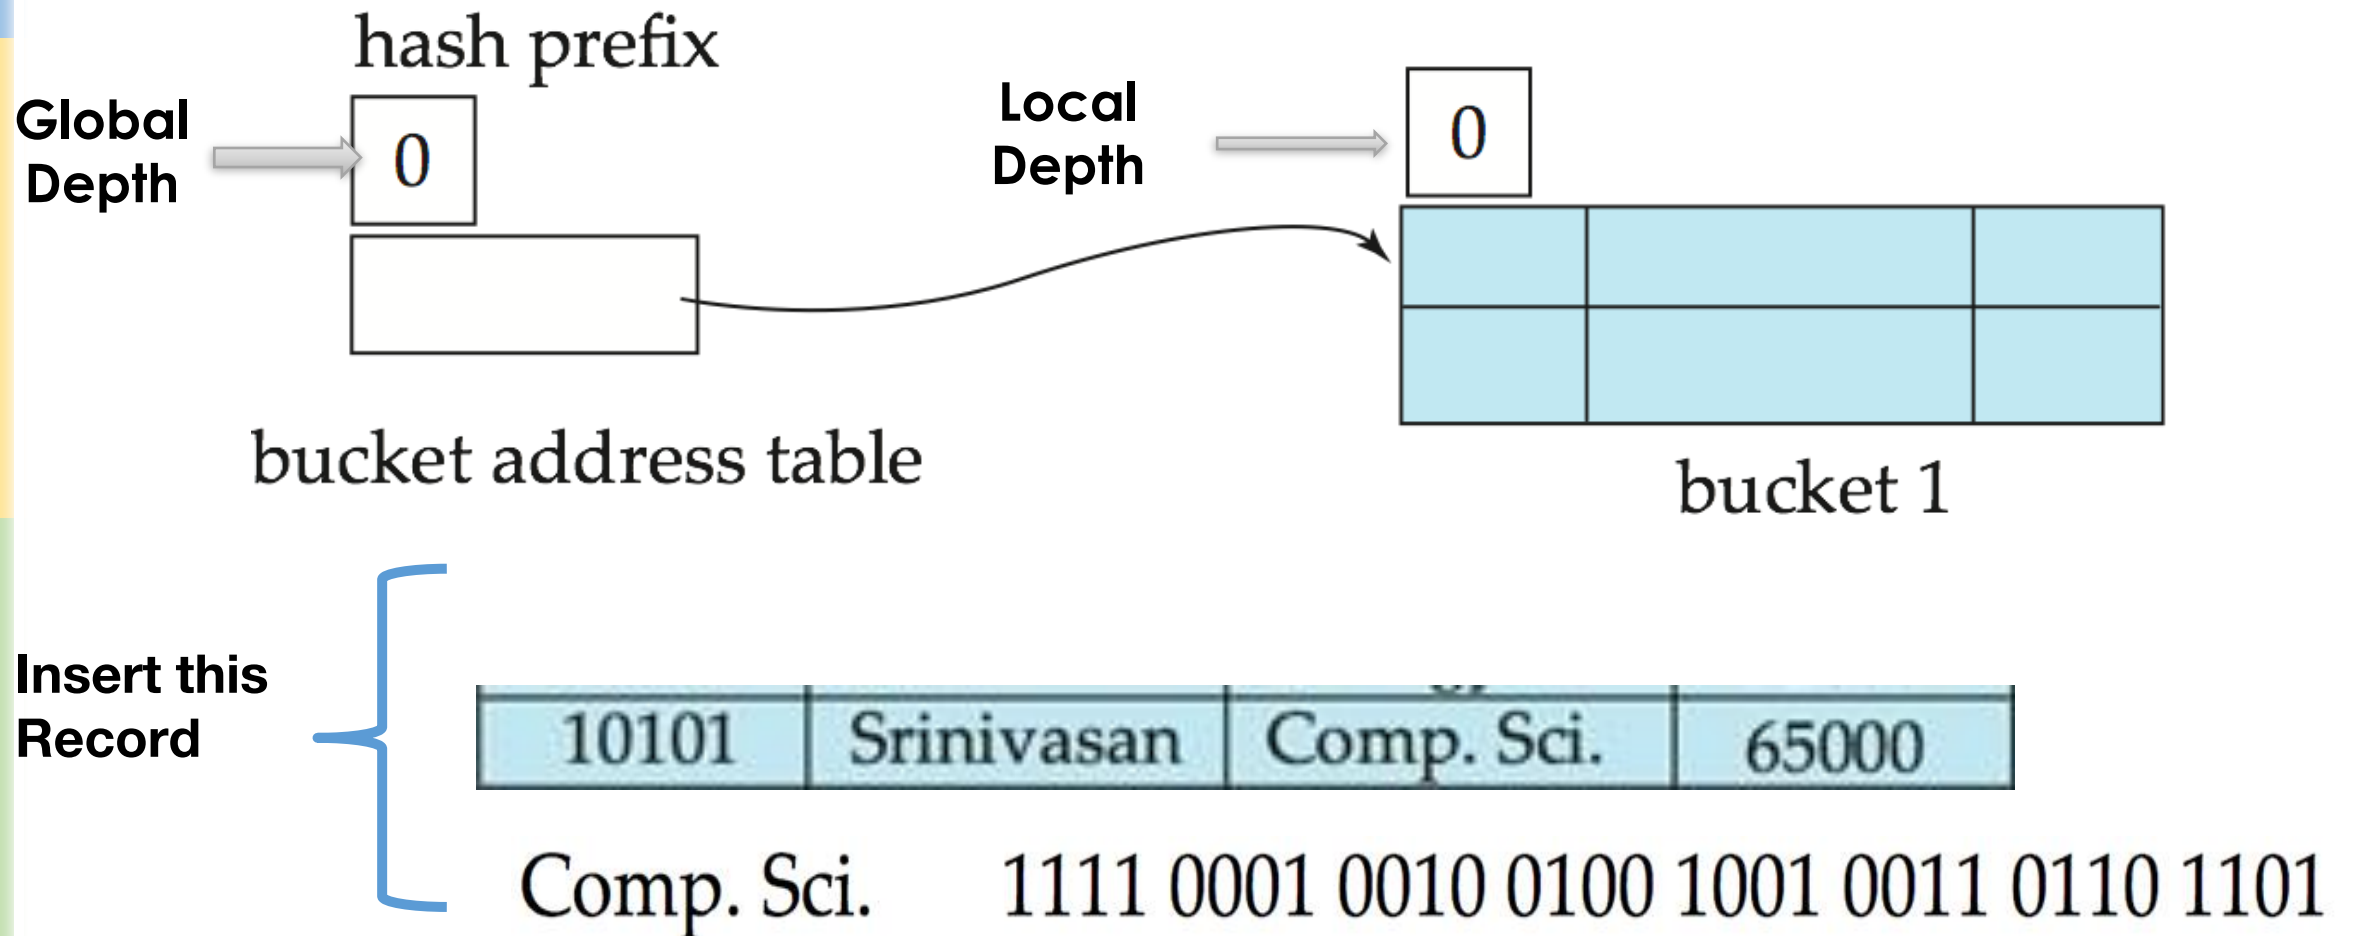 hash prefix
Global
Depth
0
Local
Depth
0
bucket address table
bucket 1
Insert this
Record
10101 Srinivasan Comp. Sci. 65000
Comp. Sci. 1111 0001 0010 0100 1001 0011 0110 1101